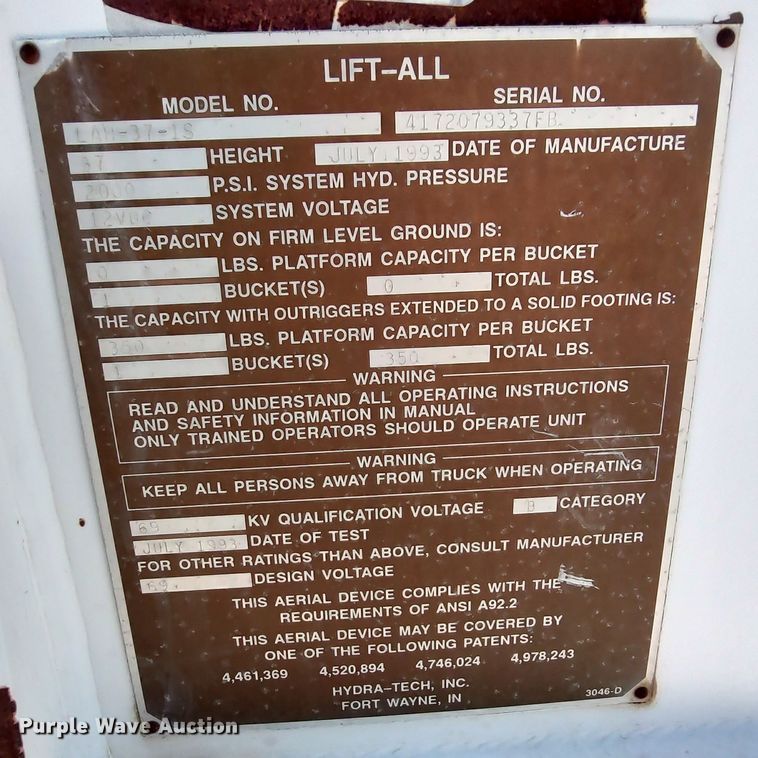 LIFT-ALL
MODEL NO. SERIAL NO.
LAM-37-1S 4172079337FB
37 HEIGHT JULY 1993 DATE OF MANUFACTURE
2000 P.S.I. SYSTEM HYD. PRESSURE
12VDC SYSTEM VOLTAGE
THE CAPACITY ON FIRM LEVEL GROUND IS:
0 LBS. PLATFORM CAPACITY PER BUCKET
1 BUCKET(S) 0 TOTAL LBS.
THE CAPACITY WITH OUTRIGGERS EXTENDED TO A SOLID FOOTING IS:
350 LBS. PLATFORM CAPACITY PER BUCKET
1 BUCKET(S) 350 TOTAL LBS.
WARNING
READ AND UNDERSTAND ALL OPERATING INSTRUCTIONS
AND SAFETY INFORMATION IN MANUAL
ONLY TRAINED OPERATORS SHOULD OPERATE UNIT
WARNING
KEEP ALL PERSONS AWAY FROM TRUCK WHEN OPERATING
69 KV QUALIFICATION VOLTAGE CATEGORY
JULY 1993 DATE OF TEST
FOR OTHER RATINGS THAN ABOVE, CONSULT MANUFACTURER
69 DESIGN VOLTAGE
THIS AERIAL DEVICE COMPLIES WITH THE
REQUIREMENTS OF ANSI A92.2
THIS AERIAL DEVICE MAY BE COVERED BY
ONE OF THE FOLLOWING PATENTS:
4,461,369 4,520,894 4,746,024 4,978,243
HYDRA-TECH, INC.
FORT WAYNE, IN
3046-D
Purple Wave Auction